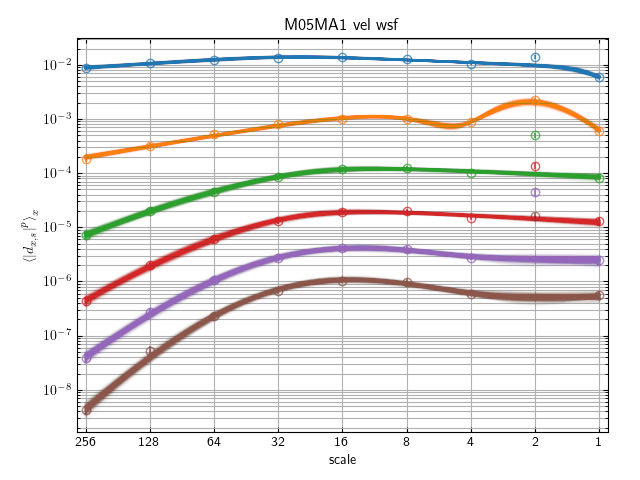 M05MA1 vel wsf
⟨|d_{x,s}|^p⟩_x
10^{-2}
10^{-3}
10^{-4}
10^{-5}
10^{-6}
10^{-7}
10^{-8}
256 128 64 32 16 8 4 2 1
scale